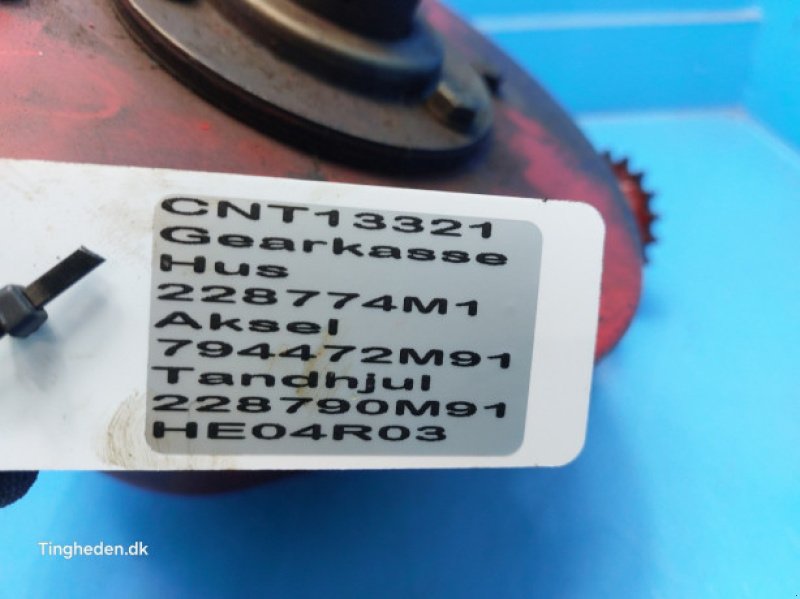 CNT13321
Gearkasse
Hus
228774M1
Aksel
794472M91
Tandhjul
228790M91
HE04R03
Tingheden.dk